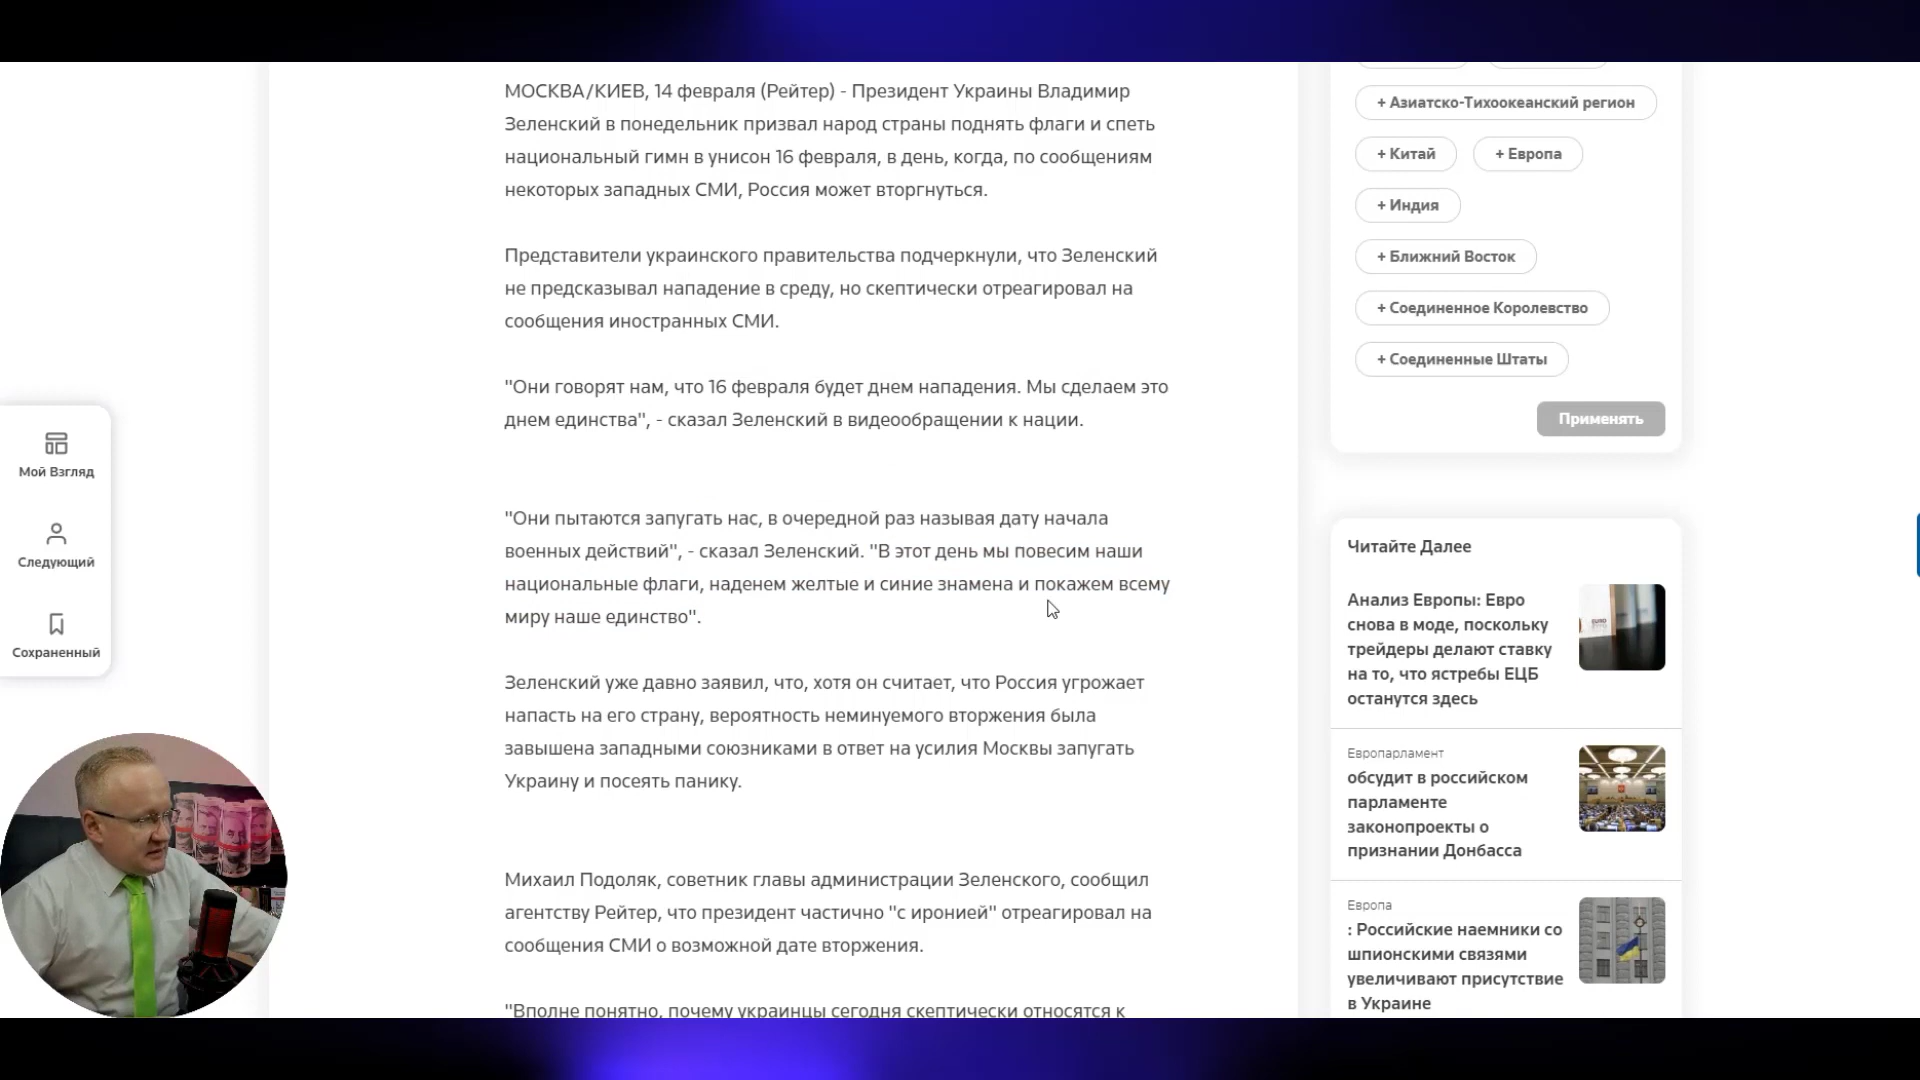 МОСКВА/КИЕВ, 14 февраля (Рейтер) - Президент Украины Владимир
Зеленский в понедельник призвал народ страны поднять флаги и спеть
национальный гимн в унисон 16 февраля, в день, когда, по сообщениям
некоторых западных СМИ, Россия может вторгнуться.
Представители украинского правительства подчеркнули, что Зеленский
не предсказывал нападение в среду, но скептически отреагировал на
сообщения иностранных СМИ.
"Они говорят нам, что 16 февраля будет днем нападения. Мы сделаем это
днем единства", - сказал Зеленский в видеообращении к нации.
"Они пытаются запугать нас, в очередной раз называя дату начала
военных действий", - сказал Зеленский. "В этот день мы повесим наши
национальные флаги, наденем желтые и синие знамена и покажем всему
миру наше единство".
Зеленский уже давно заявил, что, хотя он считает, что Россия угрожает
напасть на его страну, вероятность неминуемого вторжения была
завышена западными союзниками в ответ на усилия Москвы запугать
Украину и посеять панику.
Михаил Подоляк, советник главы администрации Зеленского, сообщил
агентству Рейтер, что президент частично "с иронией" отреагировал на
сообщения СМИ о возможной дате вторжения.
"Вполне понятно, почему украинцы сегодня скептически относятся к
+ Азиатско-Тихоокеанский регион
+ Китай
+ Европа
+ Индия
+ Ближний Восток
+ Соединенное Королевство
+ Соединенные Штаты
Применять
Читайте Далее
Анализ Европы: Евро
снова в моде, поскольку
трейдеры делают ставку
на то, что ястребы ЕЦБ
останутся здесь
Европарламент
обсудит в российском
парламенте
законопроекты о
признании Донбасса
Европа
: Российские наемники со
шпионскими связями
увеличивают присутствие
в Украине
Мой Взгляд
Следующий
Сохраненный